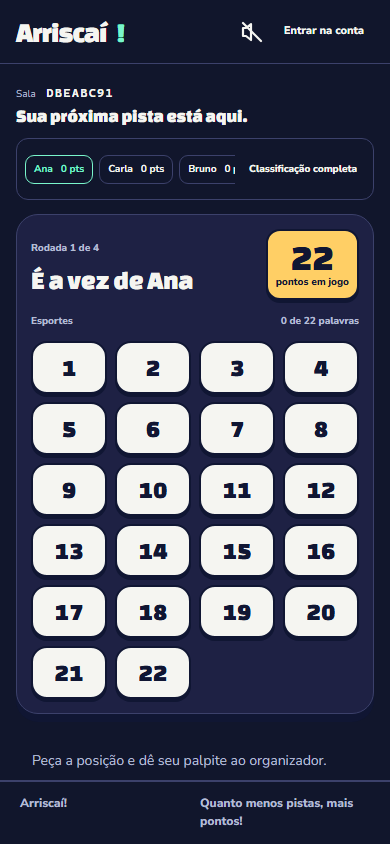 Arriscaí !
Entrar na conta
Sala DBEABC91
Sua próxima pista está aqui.
Ana 0 pts Carla 0 pts Bruno 0 p Classificação completa
Rodada 1 de 4
É a vez de Ana
22
pontos em jogo
Esportes 0 de 22 palavras
1 2 3 4
5 6 7 8
9 10 11 12
13 14 15 16
17 18 19 20
21 22
Peça a posição e dê seu palpite ao organizador.
Arriscaí!
Quanto menos pistas, mais
pontos!